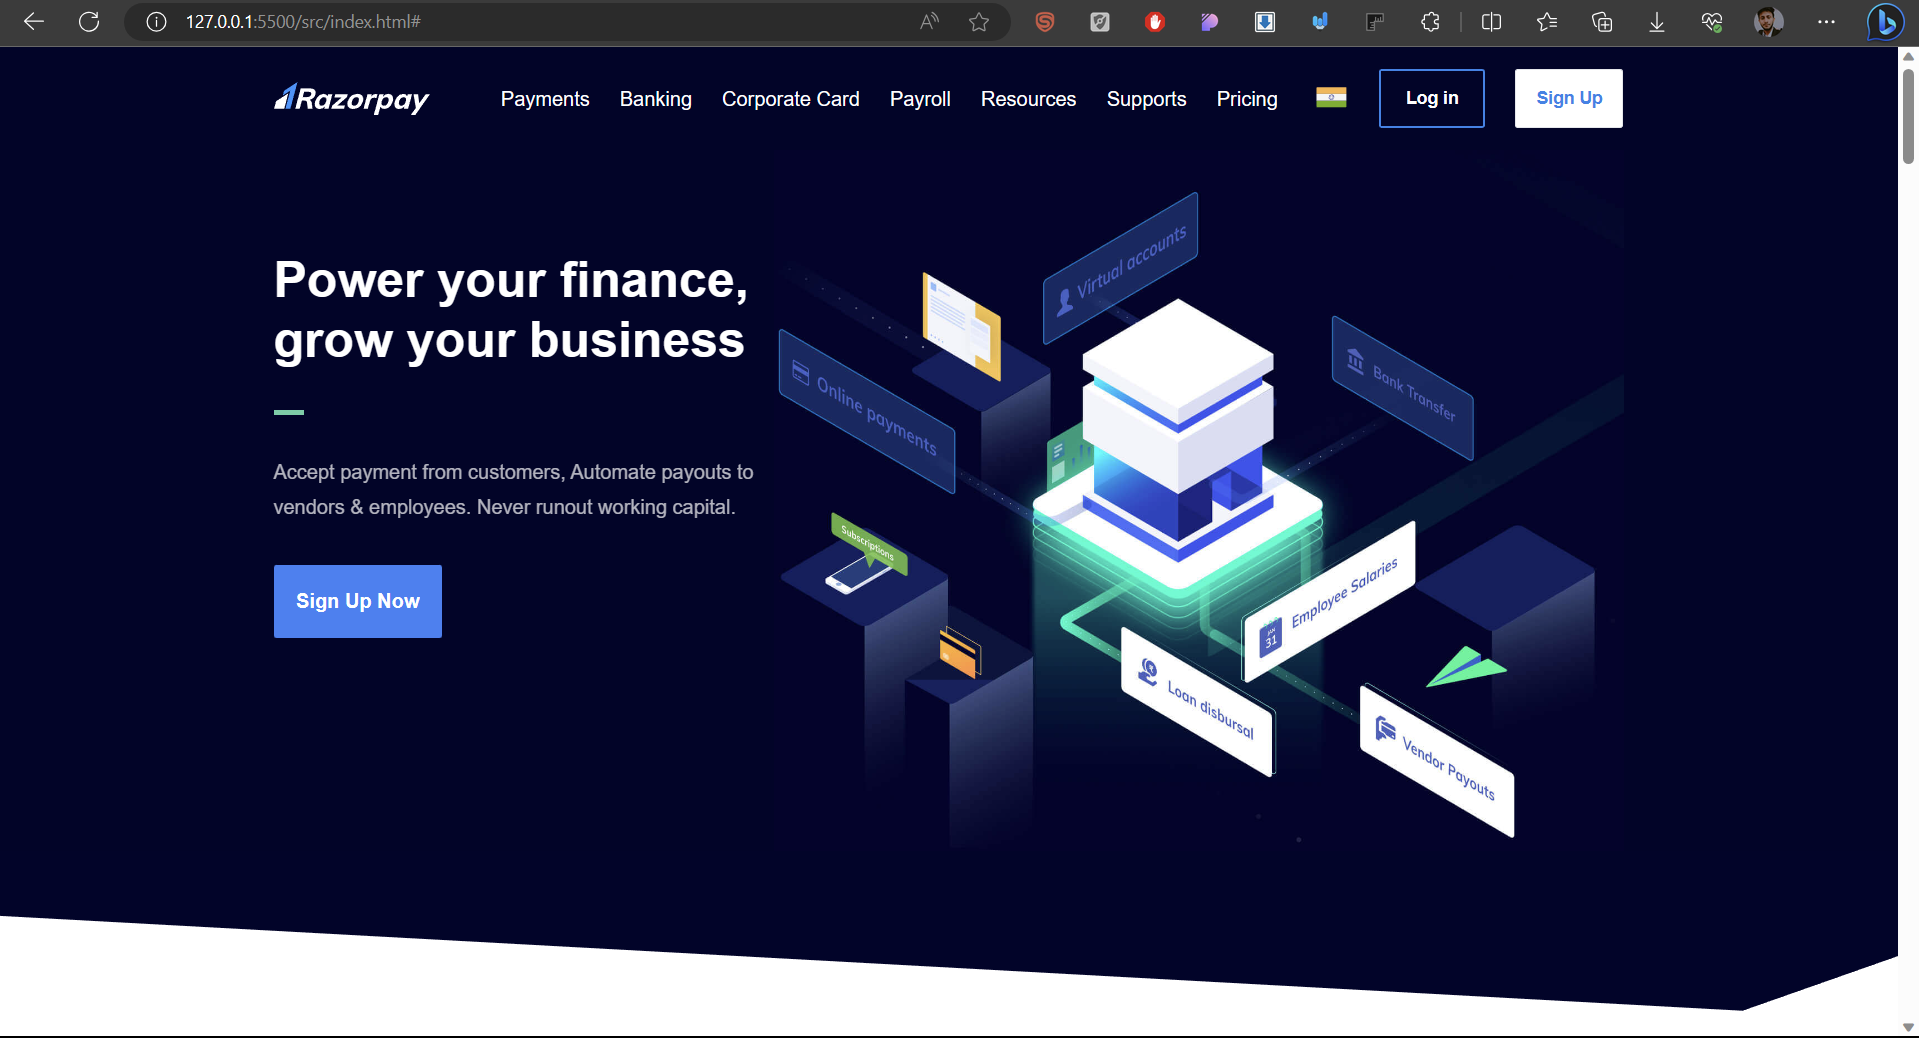 127.0.0.1:5500/src/index.html#
Razorpay
Payments Banking Corporate Card Payroll Resources Supports Pricing Log in Sign Up
Power your finance,
grow your business
Accept payment from customers, Automate payouts to
vendors & employees. Never runout working capital.
Sign Up Now
Virtual accounts
Online payments
Bank Transfer
Subscriptions
Employee Salaries
JAN
31
Loan disbursal
Vendor Payouts